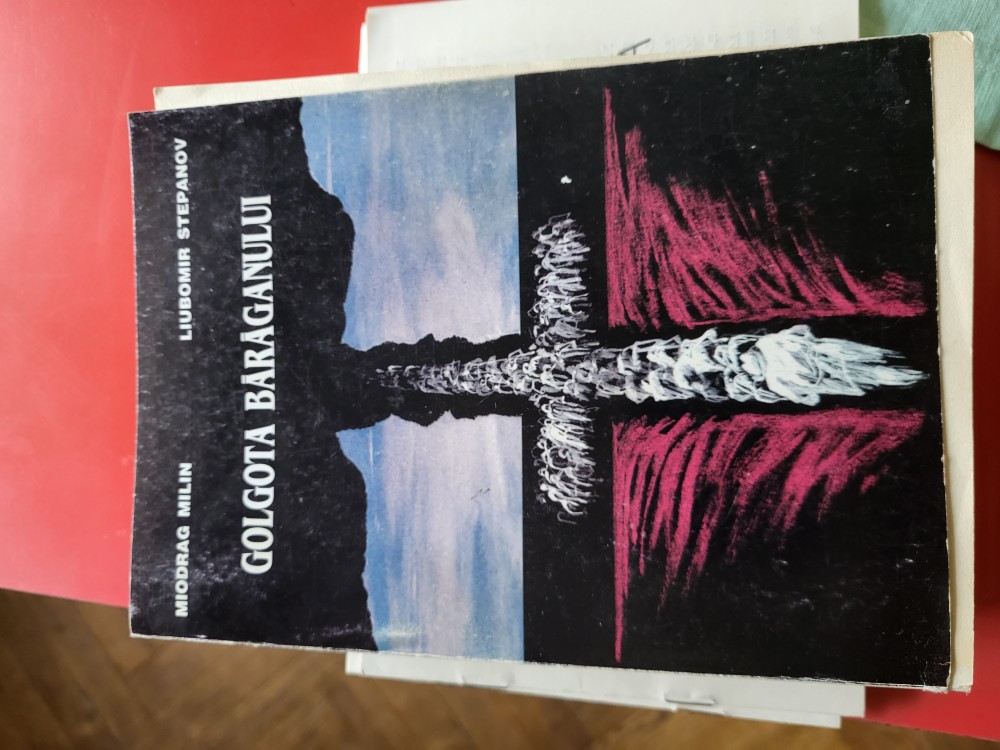 MIODRAG MILIN LIUBOMIR STEPANOV
GOLGOTA BĂRĂGANULUI